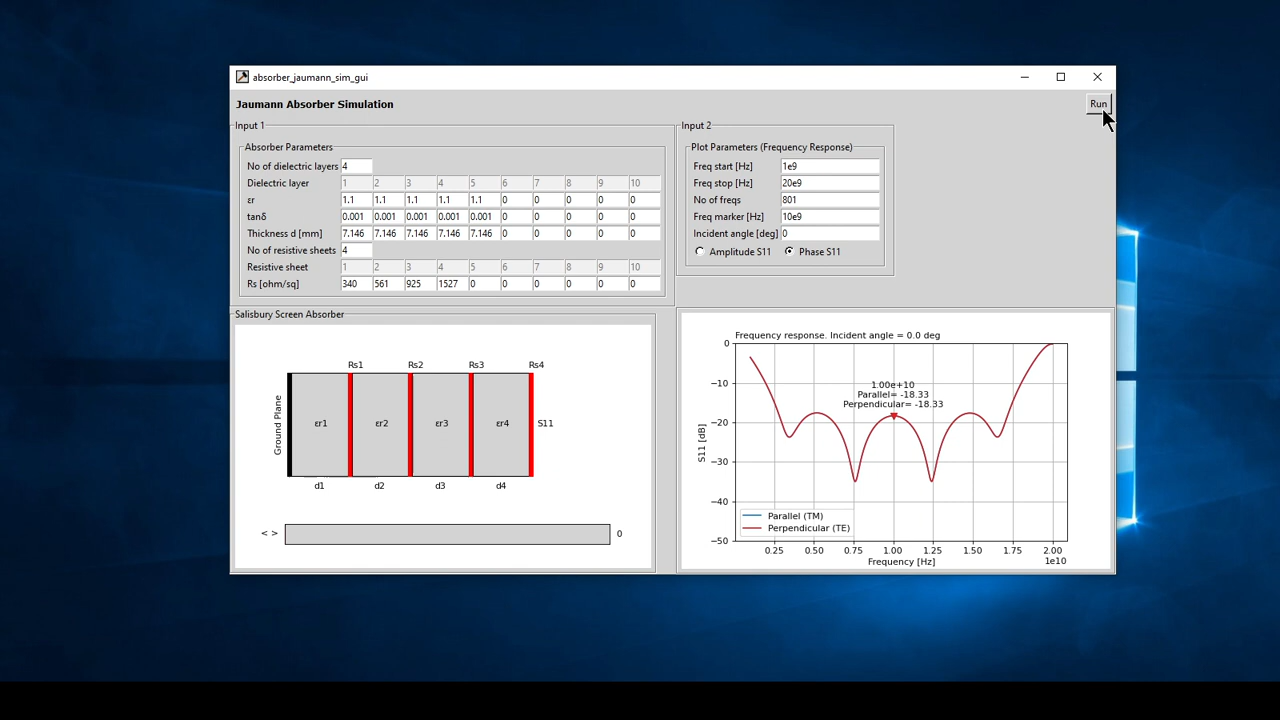 absorber_jaumann_sim_gui
Jaumann Absorber Simulation
Run
Input 1
Absorber Parameters
No of dielectric layers 4
Dielectric layer 1 2 3 4 5 6 7 8 9 10
εr 1.1 1.1 1.1 1.1 1.1 0 0 0 0 0
tanδ 0.001 0.001 0.001 0.001 0.001 0 0 0 0 0
Thickness d [mm] 7.146 7.146 7.146 7.146 7.146 0 0 0 0 0
No of resistive sheets 4
Resistive sheet 1 2 3 4 5 6 7 8 9 10
Rs [ohm/sq] 340 561 925 1527 0 0 0 0 0 0
Input 2
Plot Parameters (Frequency Response)
Freq start [Hz] 1e9
Freq stop [Hz] 20e9
No of freqs 801
Freq marker [Hz] 10e9
Incident angle [deg] 0
Amplitude S11 Phase S11
Salisbury Screen Absorber
Rs1 Rs2 Rs3 Rs4
Ground Plane
εr1 εr2 εr3 εr4 S11
d1 d2 d3 d4
< > 0
Frequency response. Incident angle = 0.0 deg
0
−10
−20
−30
−40
−50
S11 [dB]
1.00e+10
Parallel= -18.33
Perpendicular= -18.33
Parallel (TM)
Perpendicular (TE)
0.25 0.50 0.75 1.00 1.25 1.50 1.75 2.00
Frequency [Hz] 1e10